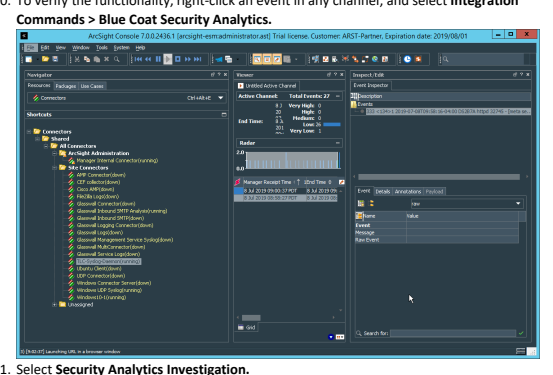 0. To verify the functionality, right-click an event in any channel, and select Integration
Commands > Blue Coat Security Analytics.
ArcSight Console 7.0.0.2436.1 [arcsight-esm:administrator.ast] Trial license. Customer: ARST-Partner, Expiration date: 2019/08/01
File Edit View Window Tools System Help
Navigator
Resources Packages Use Cases
Connectors Ctrl+Alt+E
Shortcuts
Connectors
Shared
All Connectors
ArcSight Administration
Manager Internal Connector(running)
Site Connectors
AMP Connector(down)
CEF collector(down)
Cisco AMP(down)
FileZilla Logs(down)
Glasswall Connector(down)
Glasswall Inbound SMTP Analysis(running)
Glasswall Inbound SMTP(down)
Glasswall Logging Connector(down)
Glasswall Logs(down)
Glasswall Management Service Syslog(down)
Glasswall MultiConnector(down)
Glasswall Service Logs(down)
Syslog-Daemon(running)
Ubuntu Client(down)
UDP Connector(down)
Windows Connector Server(down)
Windows UDP Syslog(running)
Windows10-1(running)
Unassigned
Viewer
Untitled Active Channel
Active Channel: Total Events: 27
Very High: 0
High: 0
Medium: 0
Low: 26
Very Low: 1
End Time:
Radar
2.0
0.0
Manager Receipt Time End Time
8 Jul 2019 09:00:37 PDT 8 Jul 2019 09:
8 Jul 2019 08:58:27 PDT 8 Jul 2019 08:
Grid
Inspect/Edit
Event Inspector
Description
Events
Event Details Annotations Payload
raw
Name Value
Event
Message
Raw Event
Search for:
[9:02:37] Launching URL in a browser window
1. Select Security Analytics Investigation.